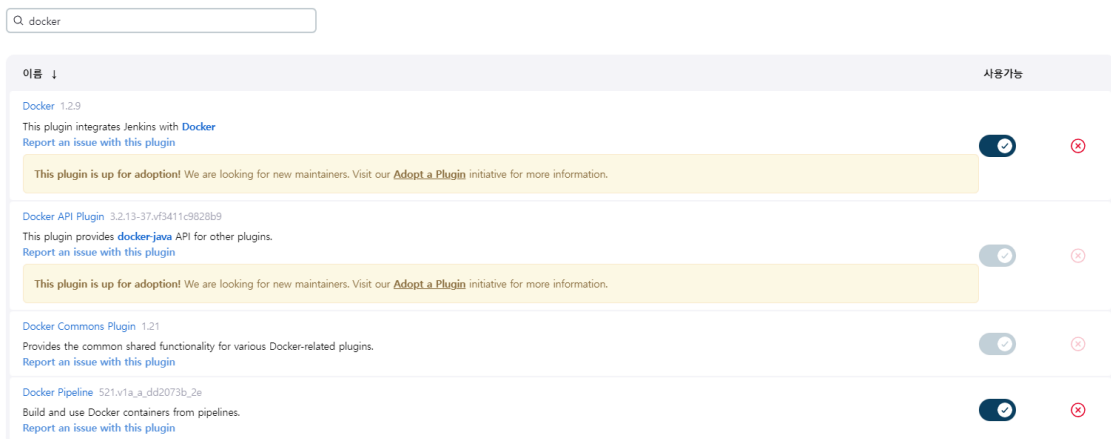 docker
이름 ↓ 사용가능
Docker 1.2.9
This plugin integrates Jenkins with Docker
Report an issue with this plugin
This plugin is up for adoption! We are looking for new maintainers. Visit our Adopt a Plugin initiative for more information.
Docker API Plugin 3.2.13-37.vf3411c9828b9
This plugin provides docker-java API for other plugins.
Report an issue with this plugin
This plugin is up for adoption! We are looking for new maintainers. Visit our Adopt a Plugin initiative for more information.
Docker Commons Plugin 1.21
Provides the common shared functionality for various Docker-related plugins.
Report an issue with this plugin
Docker Pipeline 521.v1a_a_dd2073b_2e
Build and use Docker containers from pipelines.
Report an issue with this plugin